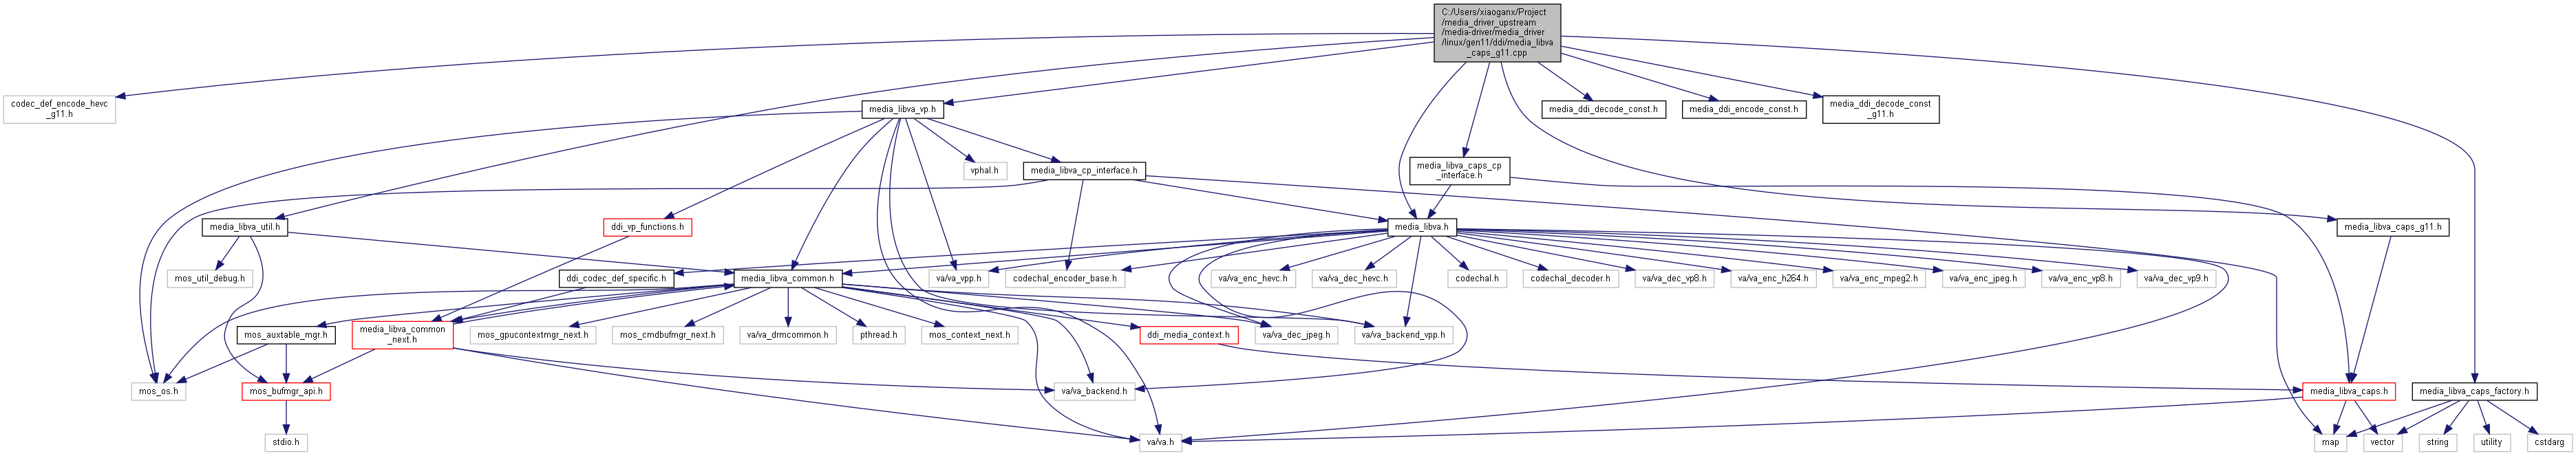 C:/Users/xiaoganx/Project
/media_driver_upstream
/media-driver/media_driver
/linux/gen11/ddi/media_libva
_caps_g11.cpp
codec_def_encode_hevc
_g11.h
media_libva_vp.h
media_ddi_decode_const.h
media_ddi_encode_const.h
media_ddi_decode_const
_g11.h
vphal.h
media_libva_cp_interface.h
media_libva_caps_cp
_interface.h
media_libva_util.h
ddi_vp_functions.h
media_libva.h
media_libva_caps_g11.h
mos_util_debug.h
ddi_codec_def_specific.h
media_libva_common.h
va/va_vpp.h
codechal_encoder_base.h
va/va_enc_hevc.h
va/va_dec_hevc.h
codechal.h
codechal_decoder.h
va/va_dec_vp8.h
va/va_enc_h264.h
va/va_enc_mpeg2.h
va/va_enc_jpeg.h
va/va_enc_vp8.h
va/va_dec_vp9.h
mos_auxtable_mgr.h
media_libva_common
_next.h
mos_gpucontextmgr_next.h
mos_cmdbufmgr_next.h
va/va_drmcommon.h
pthread.h
mos_context_next.h
ddi_media_context.h
va/va_dec_jpeg.h
va/va_backend_vpp.h
mos_os.h
mos_bufmgr_api.h
va/va_backend.h
media_libva_caps.h
media_libva_caps_factory.h
stdio.h
va/va.h
map
vector
string
utility
cstdarg